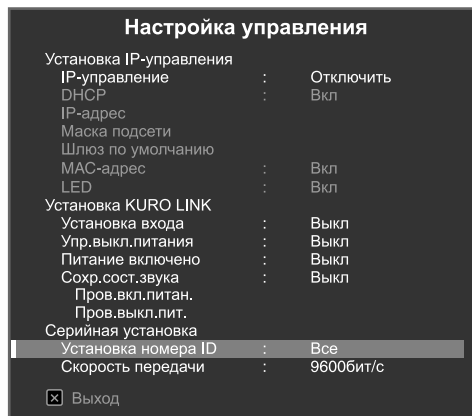 Настройка управления
Установка IP-управления
IP-управление : Отключить
DHCP : Вкл
IP-адрес
Маска подсети
Шлюз по умолчанию
MAC-адрес : Вкл
LED : Вкл
Установка KURO LINK
Установка входа : Выкл
Упр.выкл.питания : Выкл
Питание включено : Выкл
Сохр.сост.звука : Выкл
Пров.вкл.питан.
Пров.выкл.пит.
Серийная установка
Установка номера ID : Все
Скорость передачи : 9600бит/с
Выход